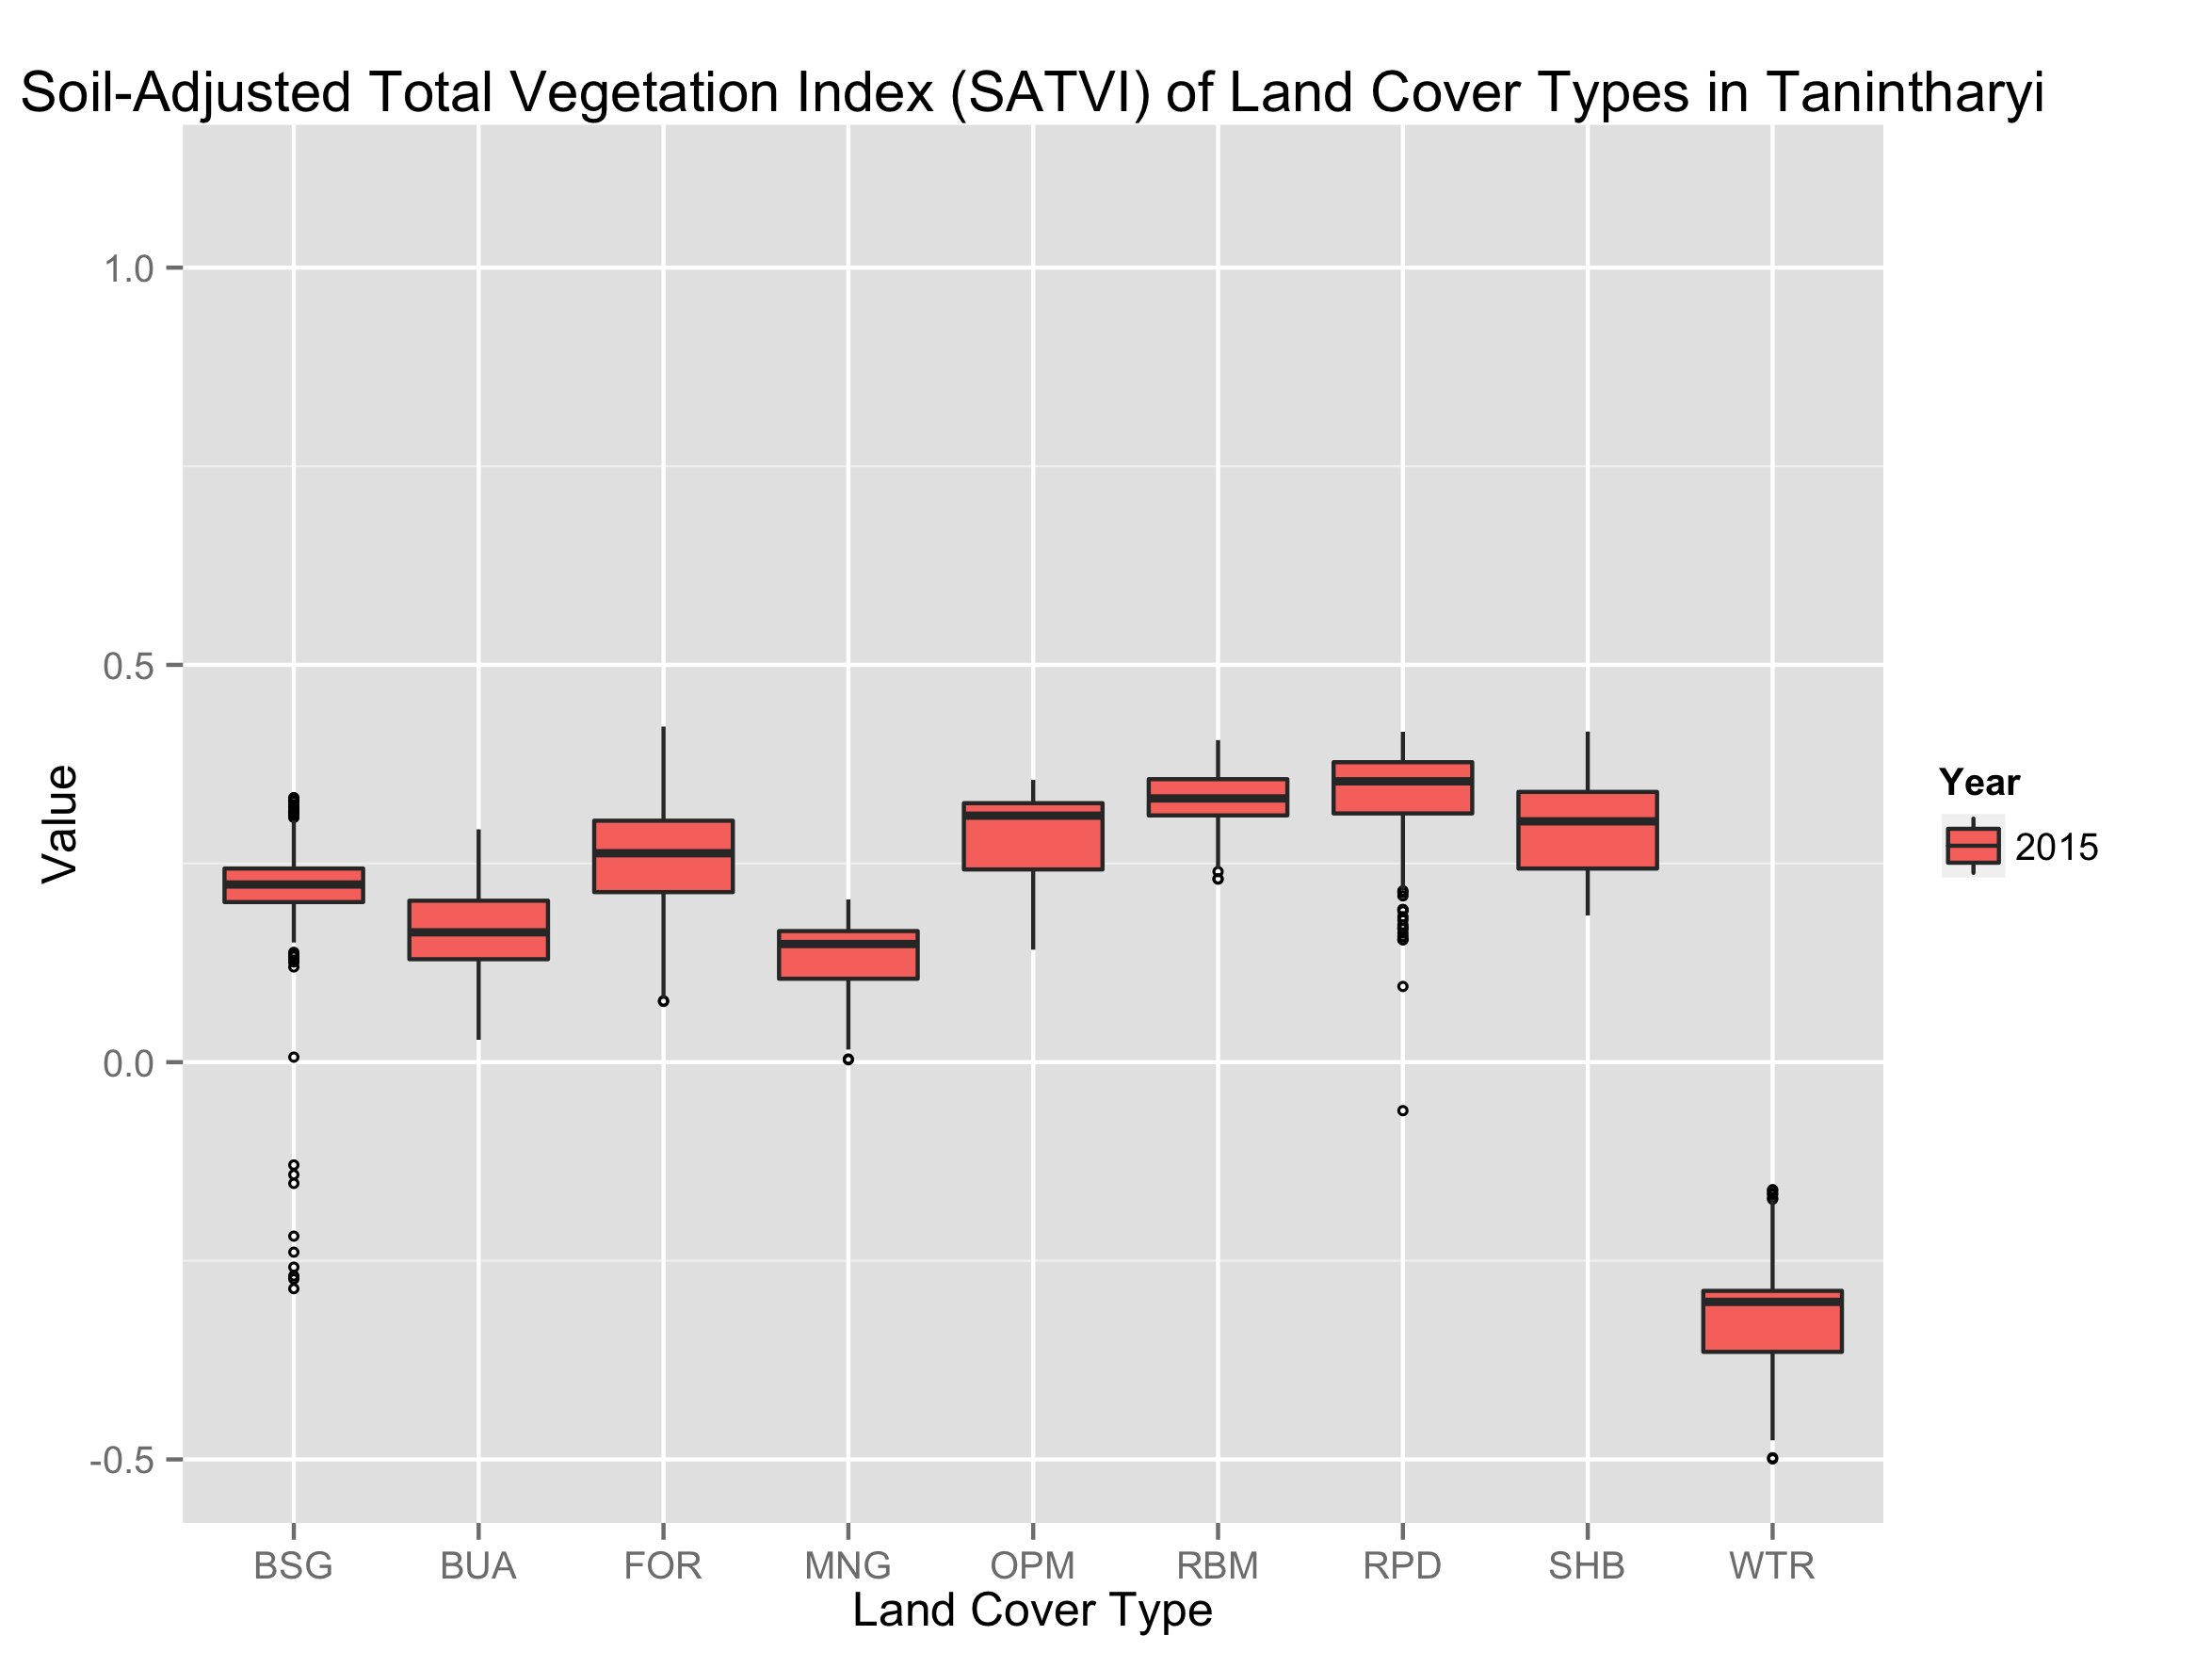 Soil-Adjusted Total Vegetation Index (SATVI) of Land Cover Types in Tanintharyi
1.0
0.5
0.0
-0.5
Value
BSG BUA FOR MNG OPM RBM RPD SHB WTR
Land Cover Type
Year
2015